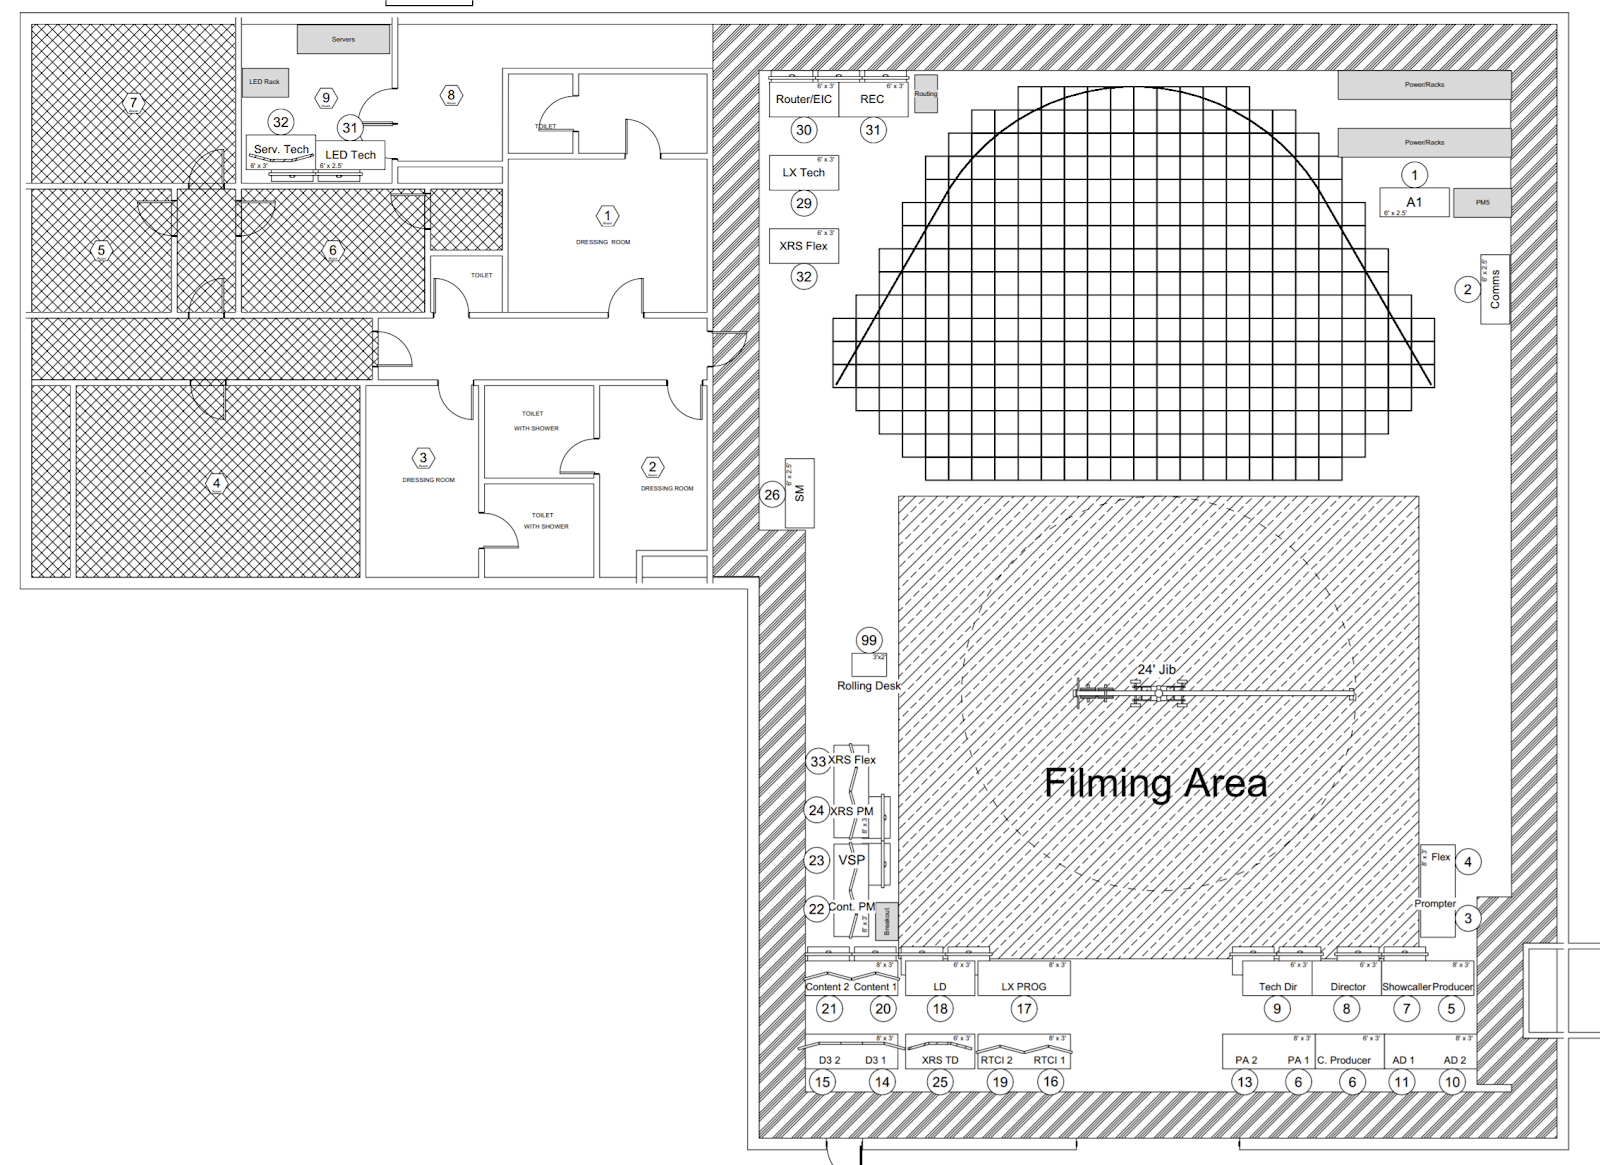 Servers
LED Rack
7
Room
9
Room
8
Room
32
31
Serv. Tech
6' x 3'
LED Tech
6' x 2.5'
TOILET
5
Room
6
Room
1
Room
DRESSING ROOM
TOILET
3
Room
DRESSING ROOM
4
TOILET
WITH SHOWER
TOILET
WITH SHOWER
2
Room
DRESSING ROOM
6' x 3'
Router/EIC
30
6' x 3'
REC
31
Routing
6' x 3'
LX Tech
29
6' x 3'
XRS Flex
32
Power/Racks
Power/Racks
1
A1
6' x 2.5'
PM5
2
6' x 2.5'
Comms
26
6' x 2.5'
SM
99
3'x2'
Rolling Desk
24' Jib
Filming Area
33
XRS Flex
24
XRS PM
8' x 3'
23
VSP
22
Cont. PM
8' x 3'
Breakout
8' x 3'
Flex
4
Prompter
3
8' x 3'
Content 2
Content 1
21
20
6' x 3'
LD
18
8' x 3'
LX PROG
17
6' x 3'
Tech Dir
9
6' x 3'
Director
8
8' x 3'
Showcaller
Producer
7
5
8' x 3'
D3 2
D3 1
15
14
6' x 3'
XRS TD
25
8' x 3'
RTCI 2
RTCI 1
19
16
8' x 3'
PA 2
PA 1
13
6
6' x 3'
C. Producer
6
8' x 3'
AD 1
AD 2
11
10